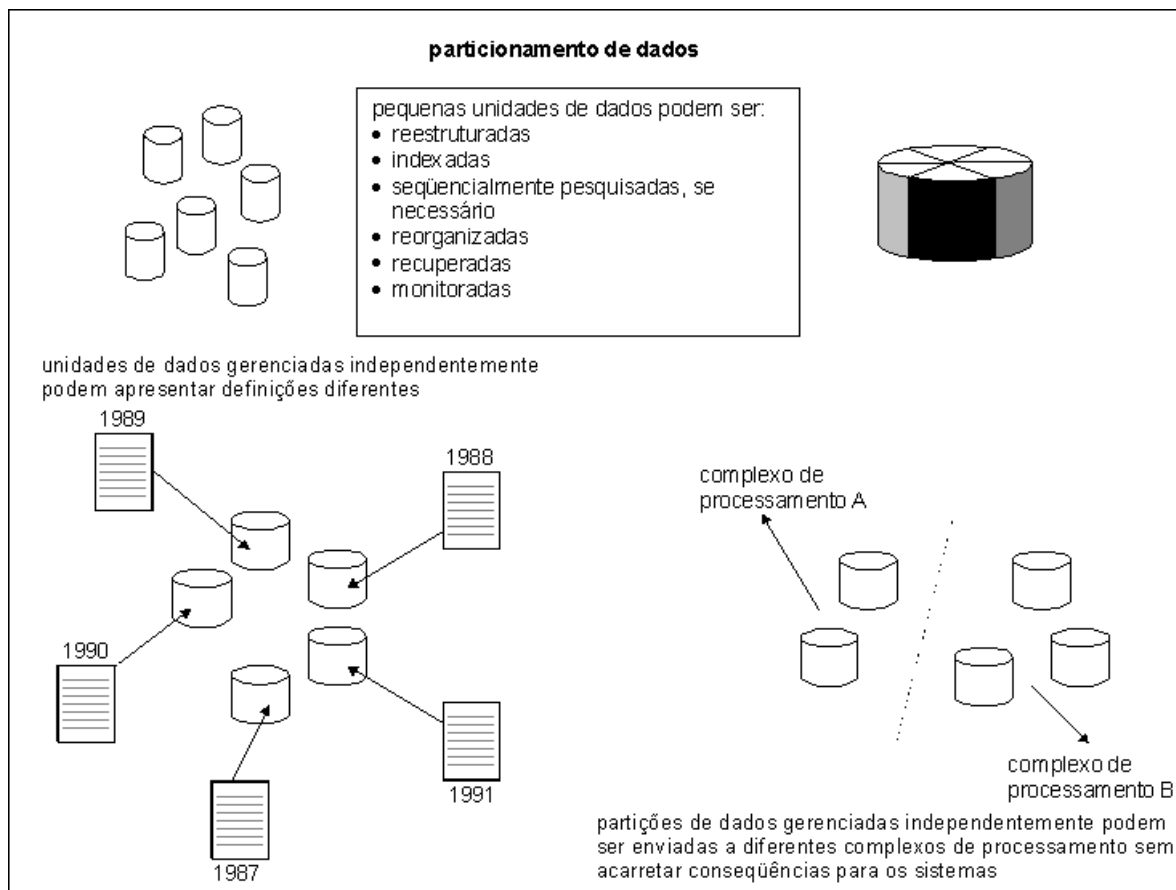 particionamento de dados
pequenas unidades de dados podem ser:
• reestruturadas
• indexadas
• seqüencialmente pesquisadas, se
necessário
• reorganizadas
• recuperadas
• monitoradas
unidades de dados gerenciadas independentemente
podem apresentar definições diferentes
1989
1988
1990
1991
1987
complexo de
processamento A
complexo de
processamento B
partições de dados gerenciadas independentemente podem
ser enviadas a diferentes complexos de processamento sem
acarretar conseqüências para os sistemas